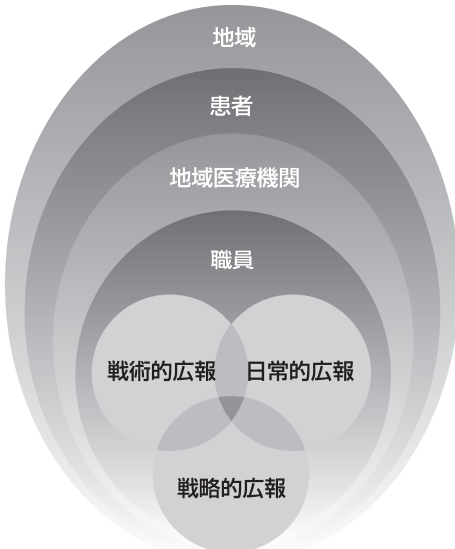 地域
患者
地域医療機関
職員
戦術的広報
日常的広報
戦略的広報